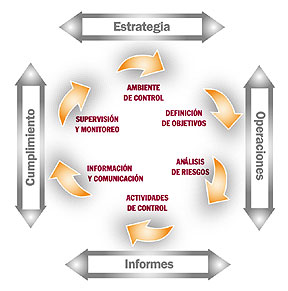 Estrategia
AMBIENTE
DE CONTROL
DEFINICIÓN
DE OBJETIVOS
Operaciones
ANÁLISIS
DE RIESGOS
ACTIVIDADES
DE CONTROL
Informes
INFORMACIÓN
Y COMUNICACIÓN
SUPERVISIÓN
Y MONITOREO
Cumplimiento